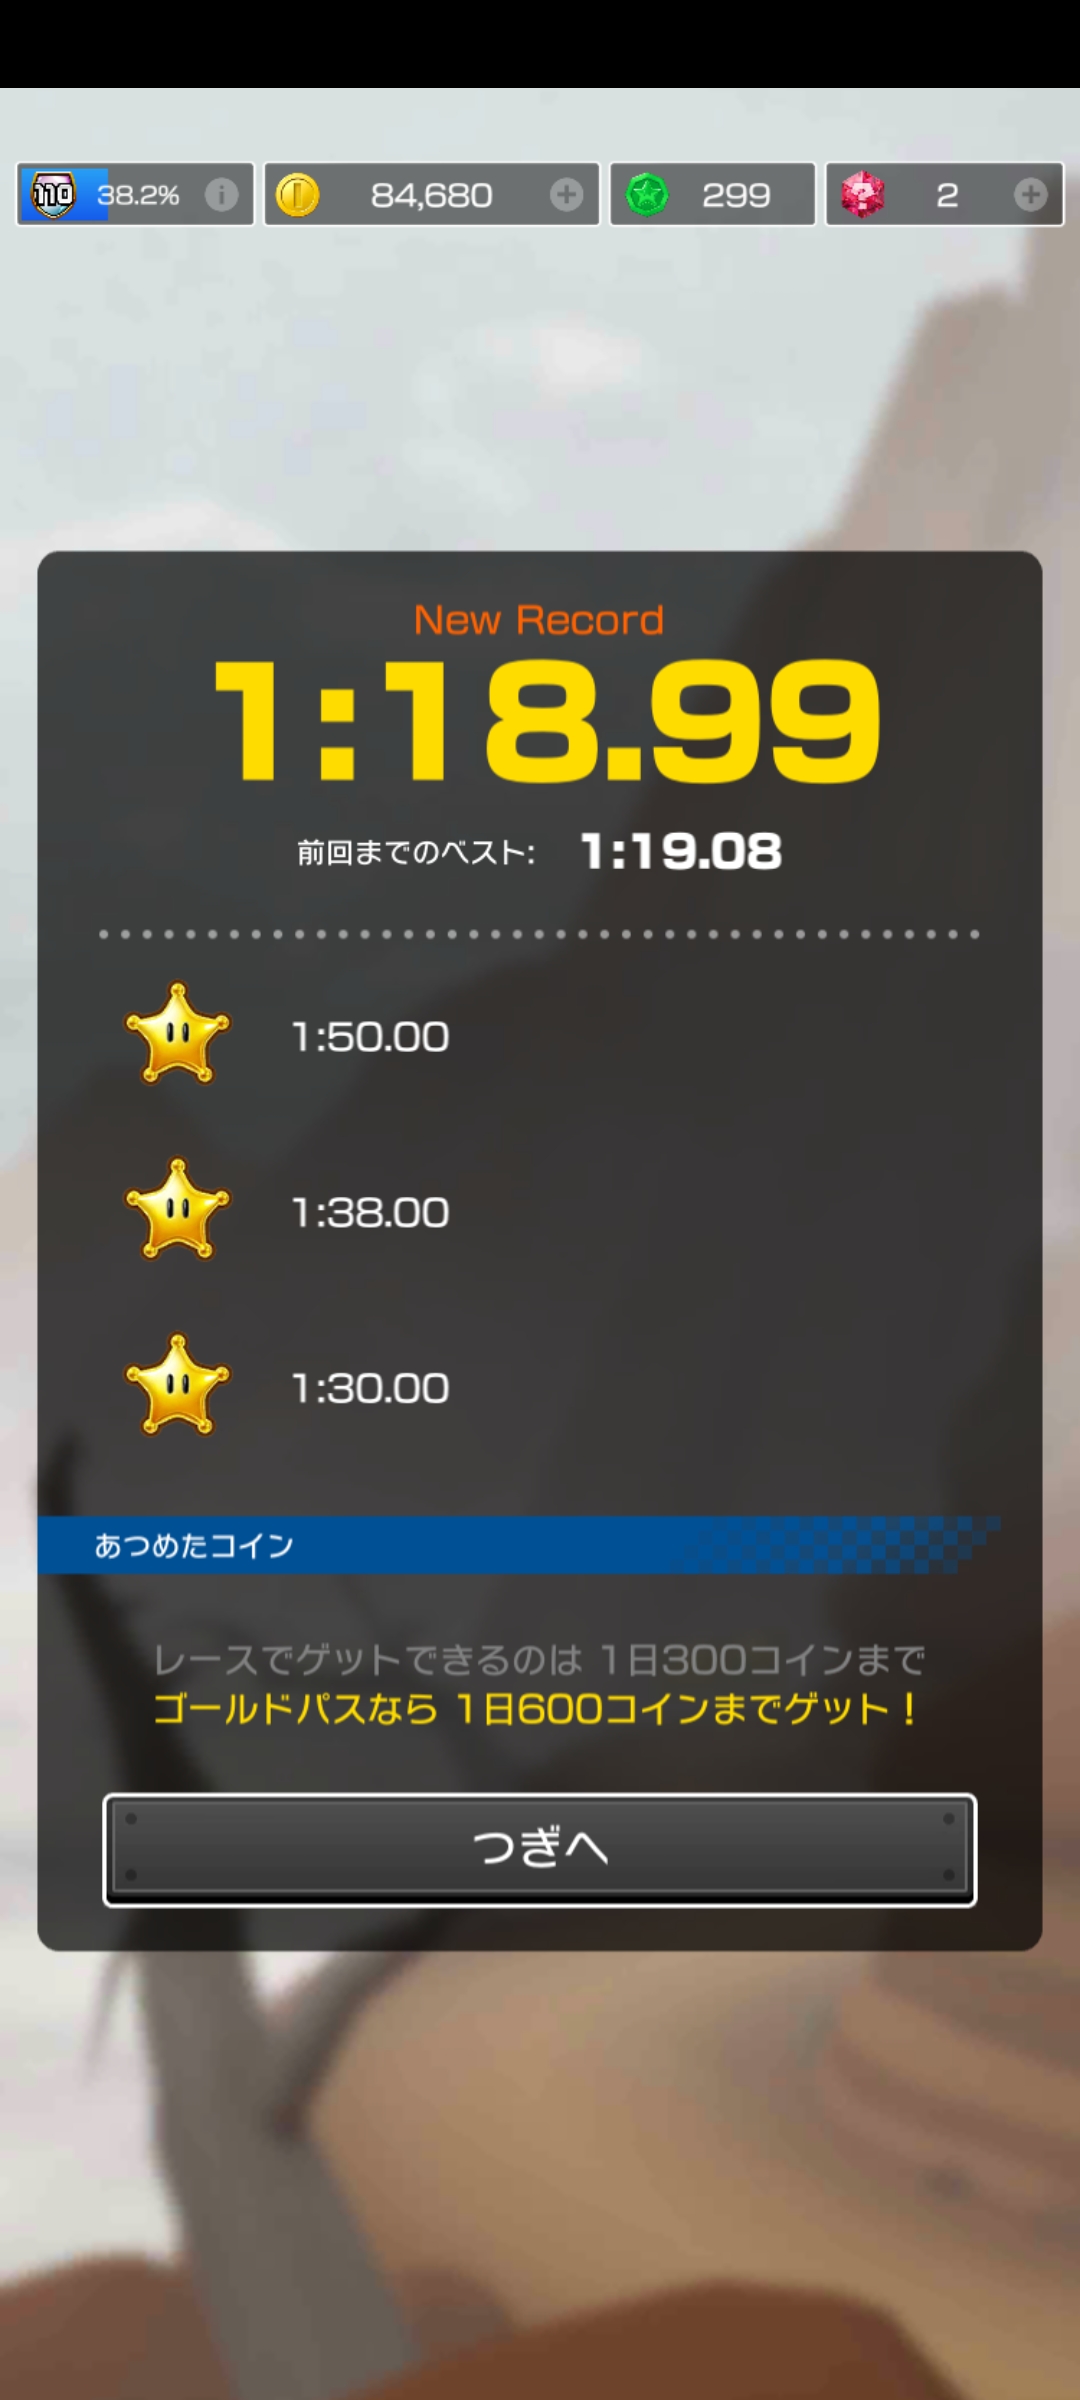 110 38.2% 84,680 299 2
New Record
1:18.99
前回までのベスト: 1:19.08
1:50.00
1:38.00
1:30.00
あつめたコイン
レースでゲットできるのは 1日300コインまで
ゴールドパスなら 1日600コインまでゲット！
つぎへ